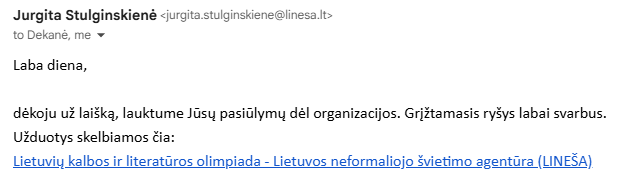 Jurgita Stulginskienė <jurgita.stulginskiene@linesa.lt>
to Dekanė, me
Laba diena,
dėkoju už laišką, lauktume Jūsų pasiūlymų dėl organizacijos. Grįžtamasis ryšys labai svarbus.
Užduotys skelbiamos čia:
Lietuvių kalbos ir literatūros olimpiada - Lietuvos neformaliojo švietimo agentūra (LINEŠA)